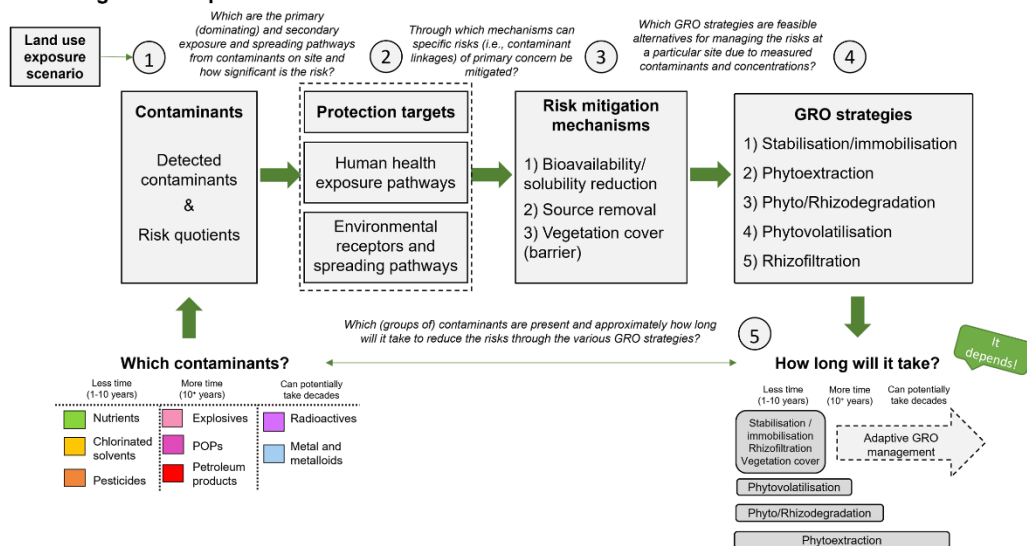 Land use
exposure
scenario
1
Which are the primary
(dominating) and secondary
exposure and spreading pathways
from contaminants on site and
how significant is the risk?
2
Through which mechanisms can
specific risks (i.e., contaminant
linkages) of primary concern be
mitigated?
3
Which GRO strategies are feasible
alternatives for managing the risks at
a particular site due to measured
contaminants and concentrations?
4
Contaminants
Detected
contaminants
&
Risk quotients
Protection targets
Human health
exposure pathways
Environmental
receptors and
spreading pathways
Risk mitigation
mechanisms
1) Bioavailability/
solubility reduction
2) Source removal
3) Vegetation cover
(barrier)
GRO strategies
1) Stabilisation/immobilisation
2) Phytoextraction
3) Phyto/Rhizodegradation
4) Phytovolatilisation
5) Rhizofiltration
Which (groups of) contaminants are present and approximately how long
will it take to reduce the risks through the various GRO strategies?
5
Which contaminants?
Less time
(1-10 years)
More time
(10⁺ years)
Can potentially
take decades
Nutrients
Chlorinated
solvents
Pesticides
Explosives
POPs
Petroleum
products
Radioactives
Metal and
metalloids
How long will it take?
It
depends!
Less time
(1-10 years)
More time
(10⁺ years)
Can potentially
take decades
Stabilisation /
immobilisation
Rhizofiltration
Vegetation cover
Adaptive GRO
management
Phytovolatilisation
Phyto/Rhizodegradation
Phytoextraction